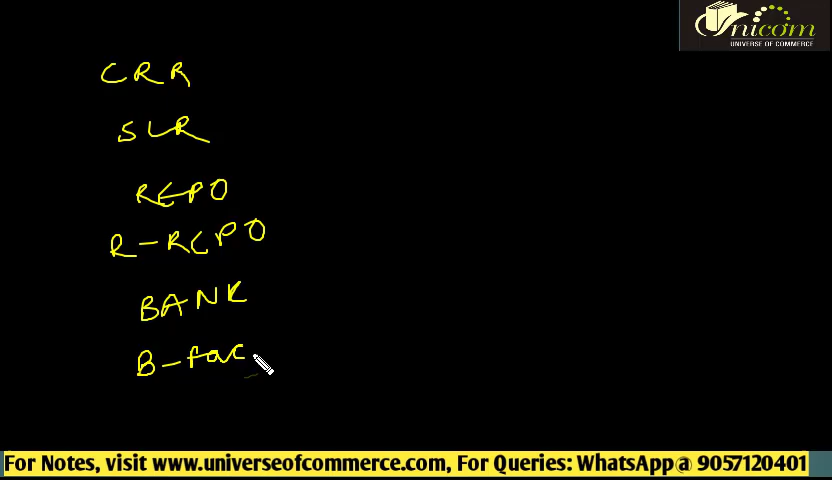 Unicom
UNIVERSE OF COMMERCE
CRR
SLR
REPO
R-REPO
BANK
B-fac
For Notes, visit www.universeofcommerce.com, For Queries: WhatsApp@ 9057120401